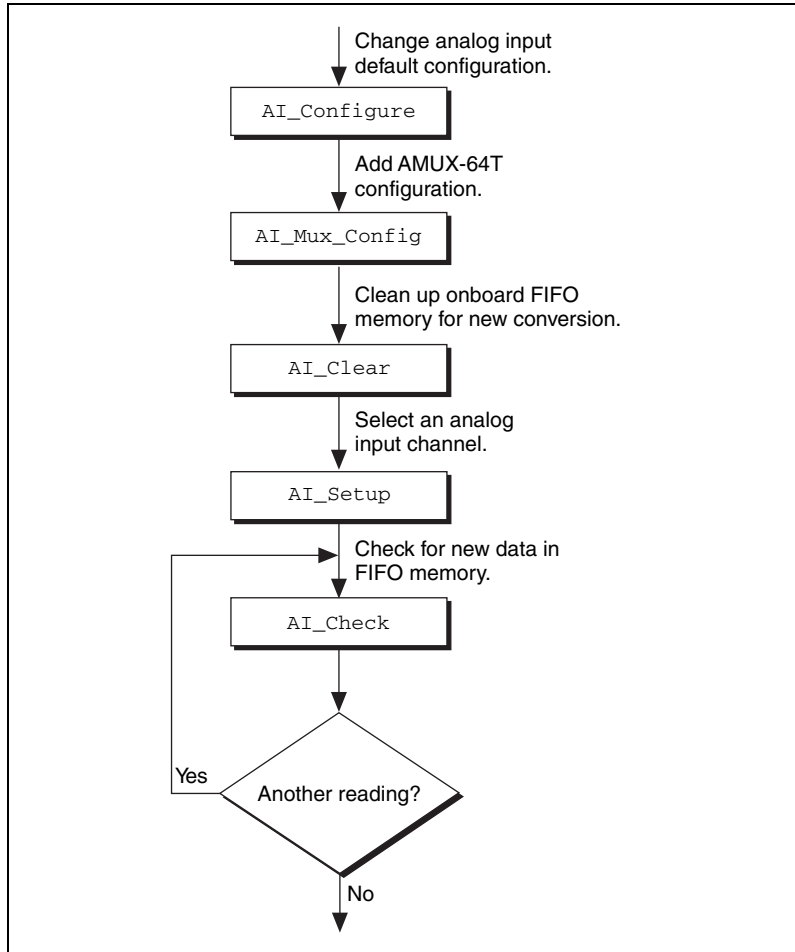 Change analog input
default configuration.
AI_Configure
Add AMUX-64T
configuration.
AI_Mux_Config
Clean up onboard FIFO
memory for new conversion.
AI_Clear
Select an analog
input channel.
AI_Setup
Check for new data in
FIFO memory.
AI_Check
Yes
Another reading?
No